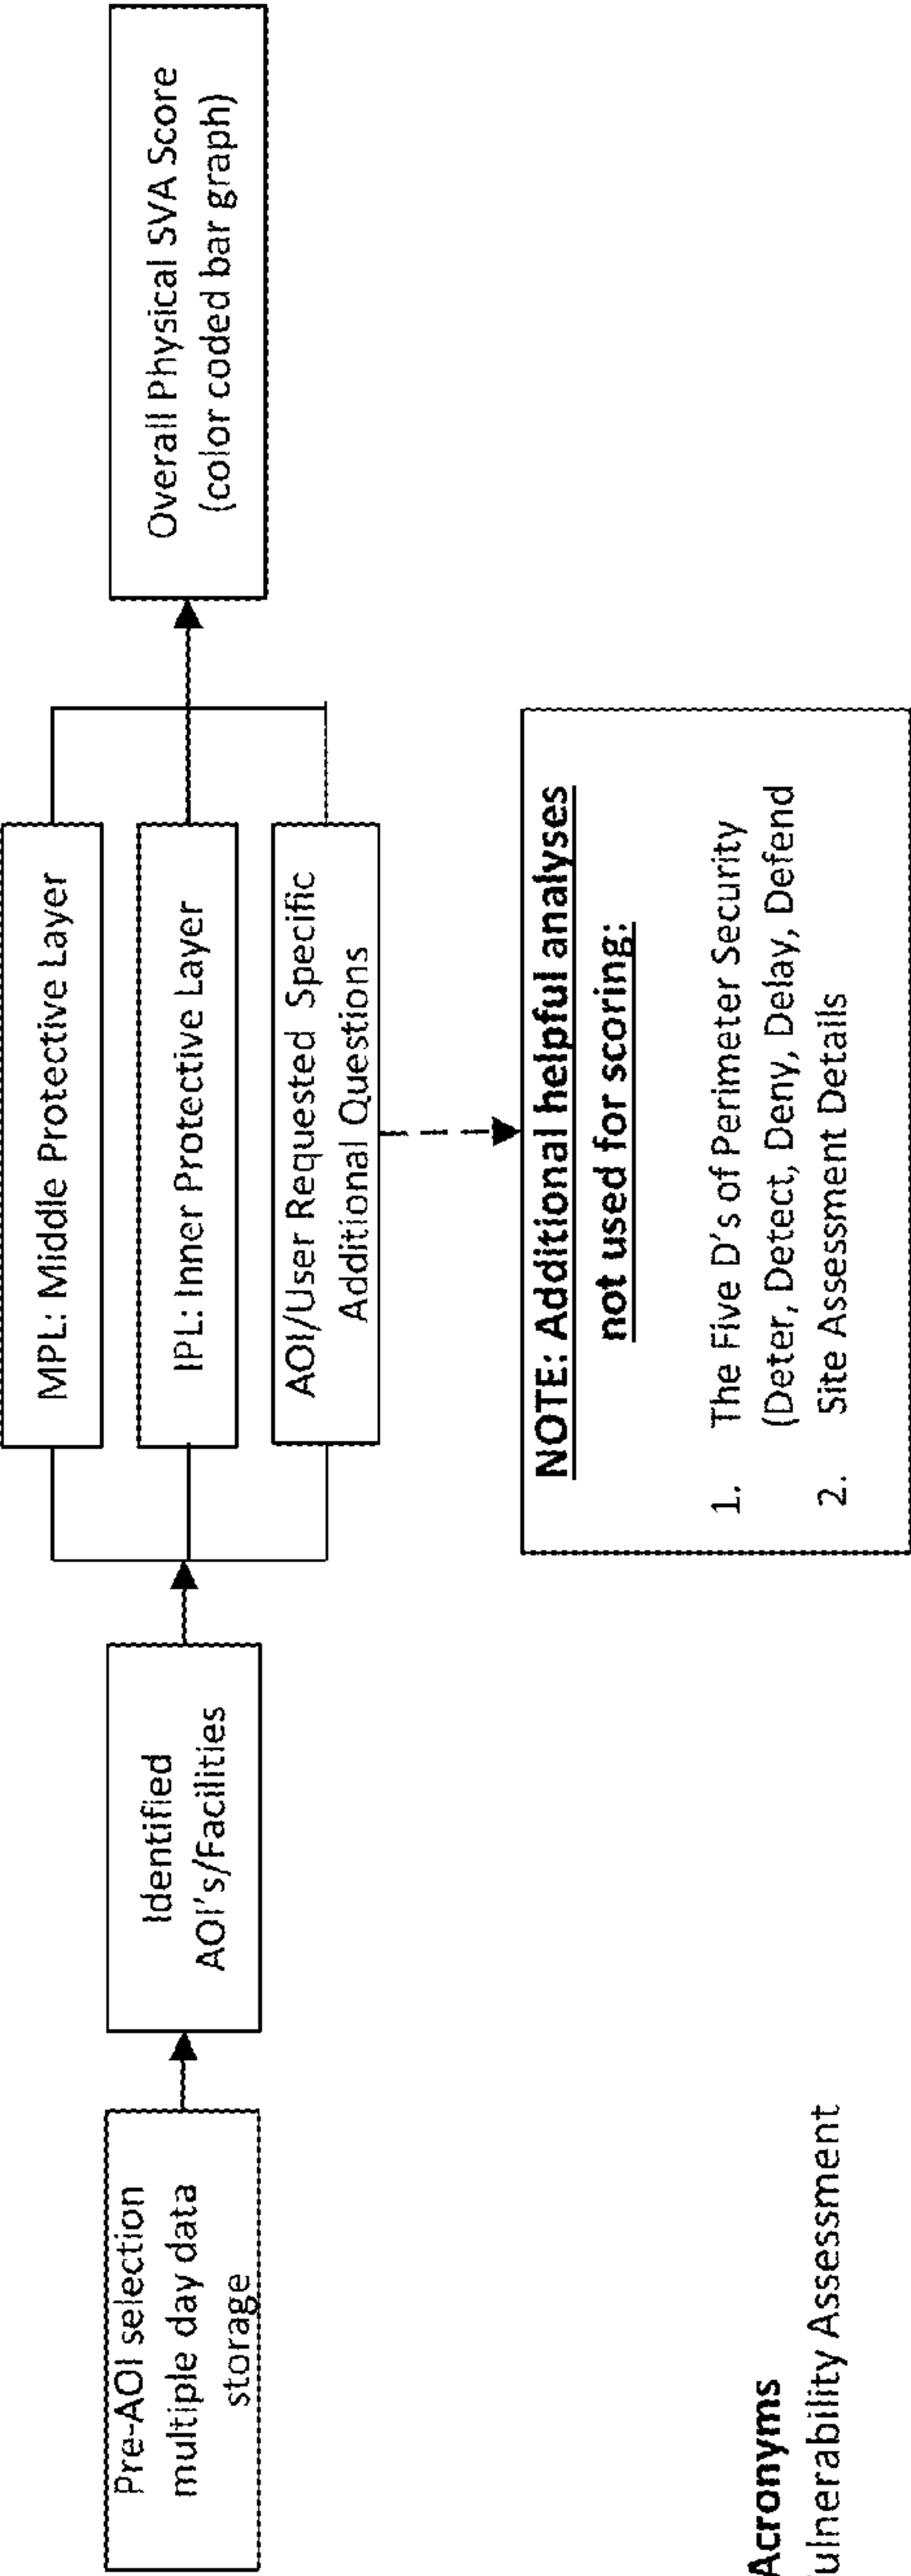 Pre-AOI selection
multiple day data
storage
Identified
AOI's/Facilities
MPL: Middle Protective Layer
IPL: Inner Protective Layer
AOI/User Requested Specific
Additional Questions
Overall Physical SVA Score
(color coded bar graph)
NOTE: Additional helpful analyses
not used for scoring:
1. The Five D's of Perimeter Security
(Deter, Detect, Deny, Delay, Defend
2. Site Assessment Details
Acronyms
Assessment